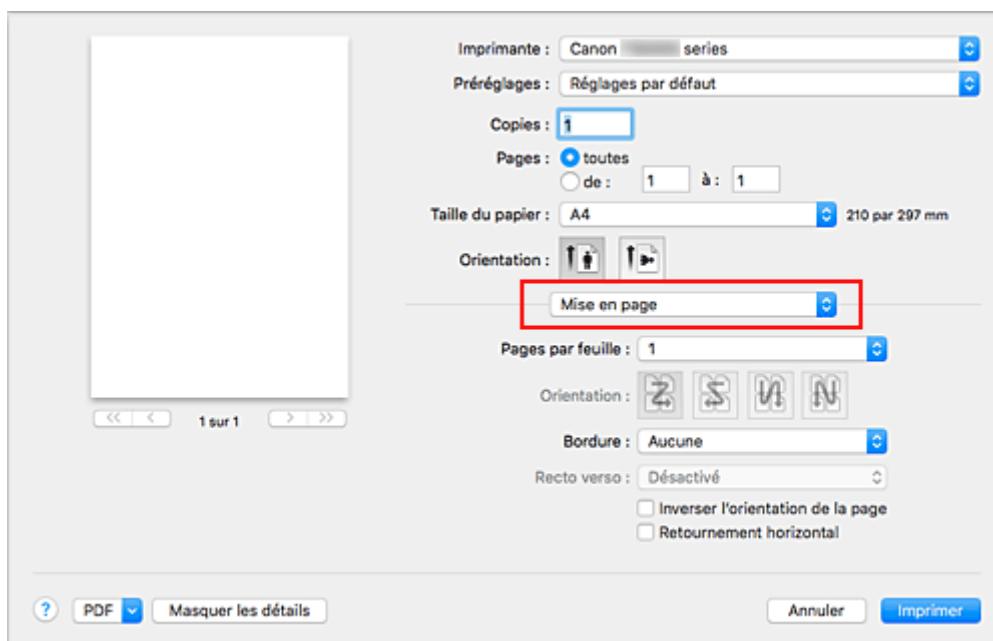 Imprimante : Canon series
Préréglages : Réglages par défaut
Copies : 1
Pages : toutes
de : 1 à : 1
Taille du papier : A4 210 par 297 mm
Orientation :
Mise en page
Pages par feuille : 1
Orientation :
Bordure : Aucune
Recto verso : Désactivé
Inverser l'orientation de la page
Retournement horizontal
1 sur 1
? PDF Masquer les détails Annuler Imprimer